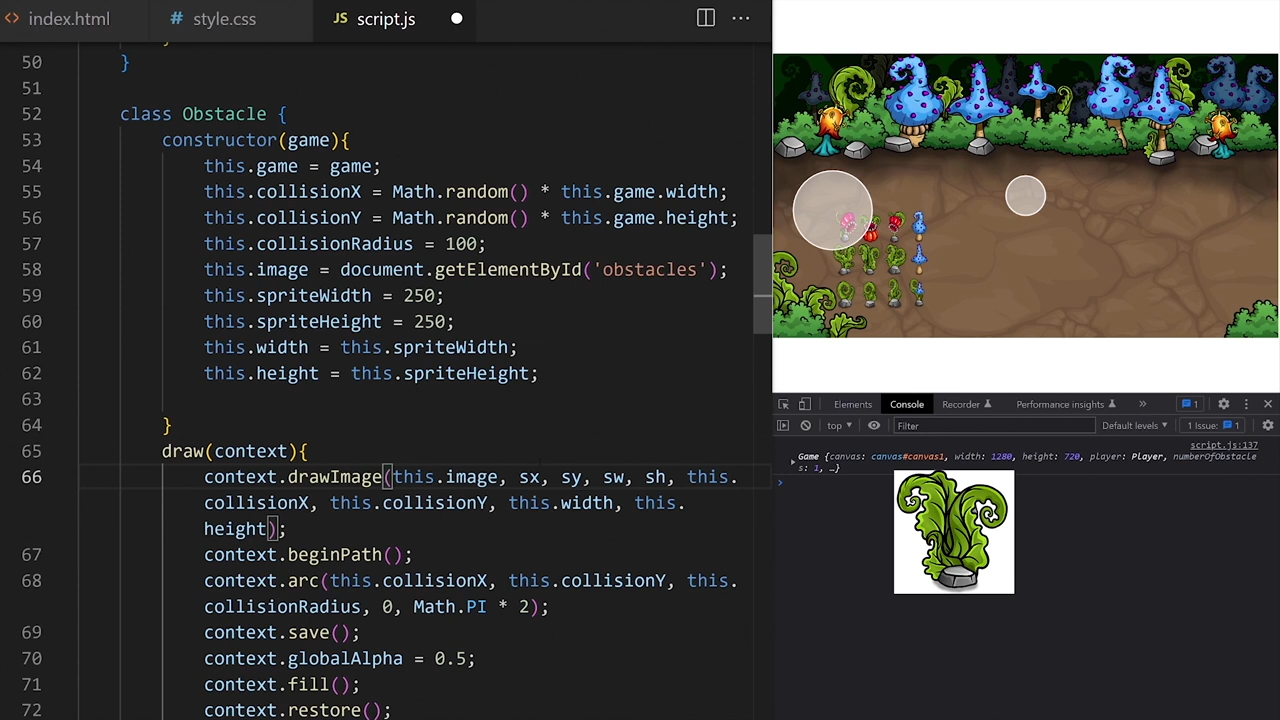 index.html
# style.css
JS script.js
50 }
51
52 class Obstacle {
53 constructor(game){
54 this.game = game;
55 this.collisionX = Math.random() * this.game.width;
56 this.collisionY = Math.random() * this.game.height;
57 this.collisionRadius = 100;
58 this.image = document.getElementById('obstacles');
59 this.spriteWidth = 250;
60 this.spriteHeight = 250;
61 this.width = this.spriteWidth;
62 this.height = this.spriteHeight;
63
64 }
65 draw(context){
66 context.drawImage(this.image, sx, sy, sw, sh, this.
collisionX, this.collisionY, this.width, this.
height);
67 context.beginPath();
68 context.arc(this.collisionX, this.collisionY, this.
collisionRadius, 0, Math.PI * 2);
69 context.save();
70 context.globalAlpha = 0.5;
71 context.fill();
72 context.restore();
Elements Console Recorder Performance insights » 1
top Filter Default levels 1 Issue: 1
script.js:137
Game {canvas: canvas#canvas1, width: 1280, height: 720, player: Player, numberOfObstacle
s: 1, …}